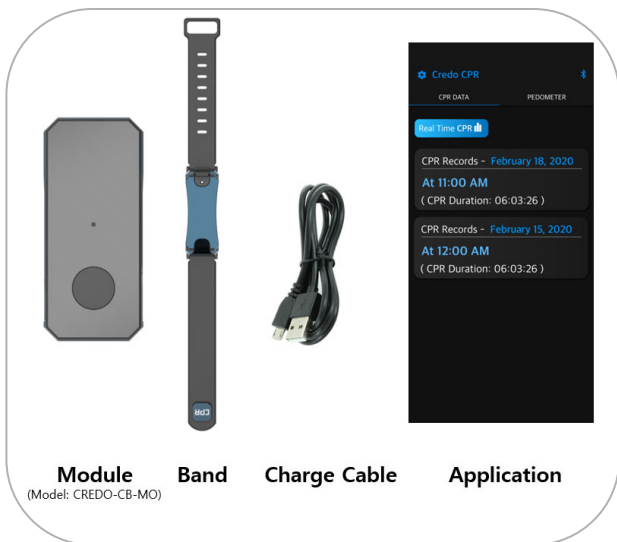 Credo CPR
CPR DATA PEDOMETER
Real Time CPR
CPR Records - February 18, 2020
At 11:00 AM
( CPR Duration: 06:03:26 )
CPR Records - February 15, 2020
At 12:00 AM
( CPR Duration: 06:03:26 )
CPR
Module Band Charge Cable Application
(Model: CREDO-CB-MO)